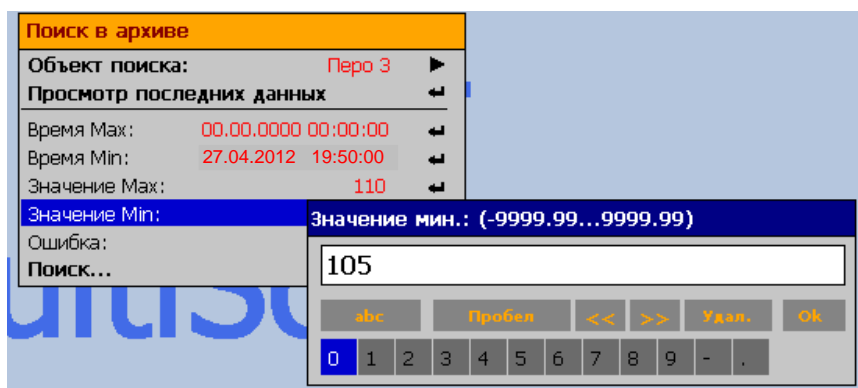 Поиск в архиве
Объект поиска: Перо 3
Просмотр последних данных
Время Max: 00.00.0000 00:00:00
Время Min: 27.04.2012 19:50:00
Значение Max: 110
Значение Min:
Ошибка:
Поиск...
Значение мин.: (-9999.99...9999.99)
105
abc Пробел << >> Удал. Ok
0 1 2 3 4 5 6 7 8 9 - .